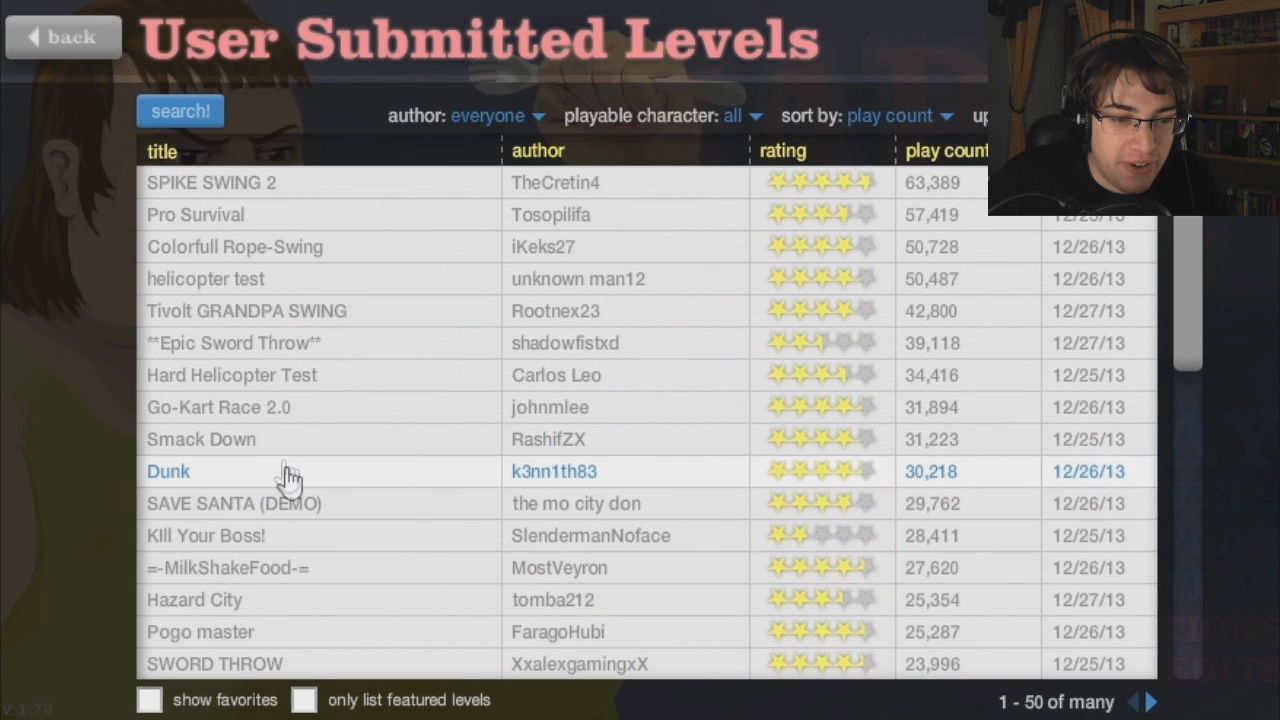 back
User Submitted Levels
search!
author: everyone playable character: all sort by: play count up
title author rating play count
SPIKE SWING 2 TheCretin4 63,389
Pro Survival Tosopilifa 57,419 12/25/13
Colorfull Rope-Swing iKeks27 50,728 12/26/13
helicopter test unknown man12 50,487 12/26/13
Tivolt GRANDPA SWING Rootnex23 42,800 12/27/13
**Epic Sword Throw** shadowfistxd 39,118 12/27/13
Hard Helicopter Test Carlos Leo 34,416 12/25/13
Go-Kart Race 2.0 johnmlee 31,894 12/26/13
Smack Down RashifZX 31,223 12/25/13
Dunk k3nn1th83 30,218 12/26/13
SAVE SANTA (DEMO) the mo city don 29,762 12/26/13
KIll Your Boss! SlendermanNoface 28,411 12/25/13
=-MilkShakeFood-= MostVeyron 27,620 12/26/13
Hazard City tomba212 25,354 12/27/13
Pogo master FaragoHubi 25,287 12/26/13
SWORD THROW XxalexgamingxX 23,996 12/25/13
show favorites only list featured levels 1 - 50 of many
v 1.72